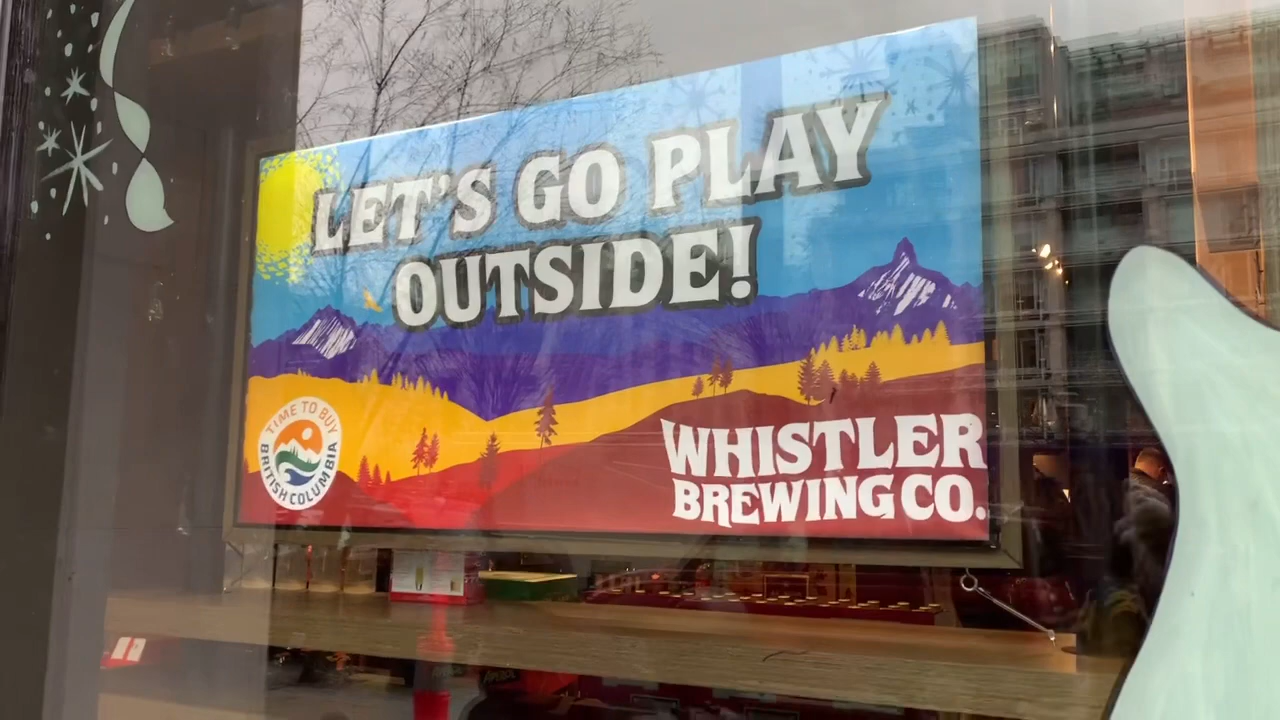 LET'S GO PLAY
OUTSIDE!
TIME TO BUY
BRITISH COLUMBIA
WHISTLER
BREWING CO.